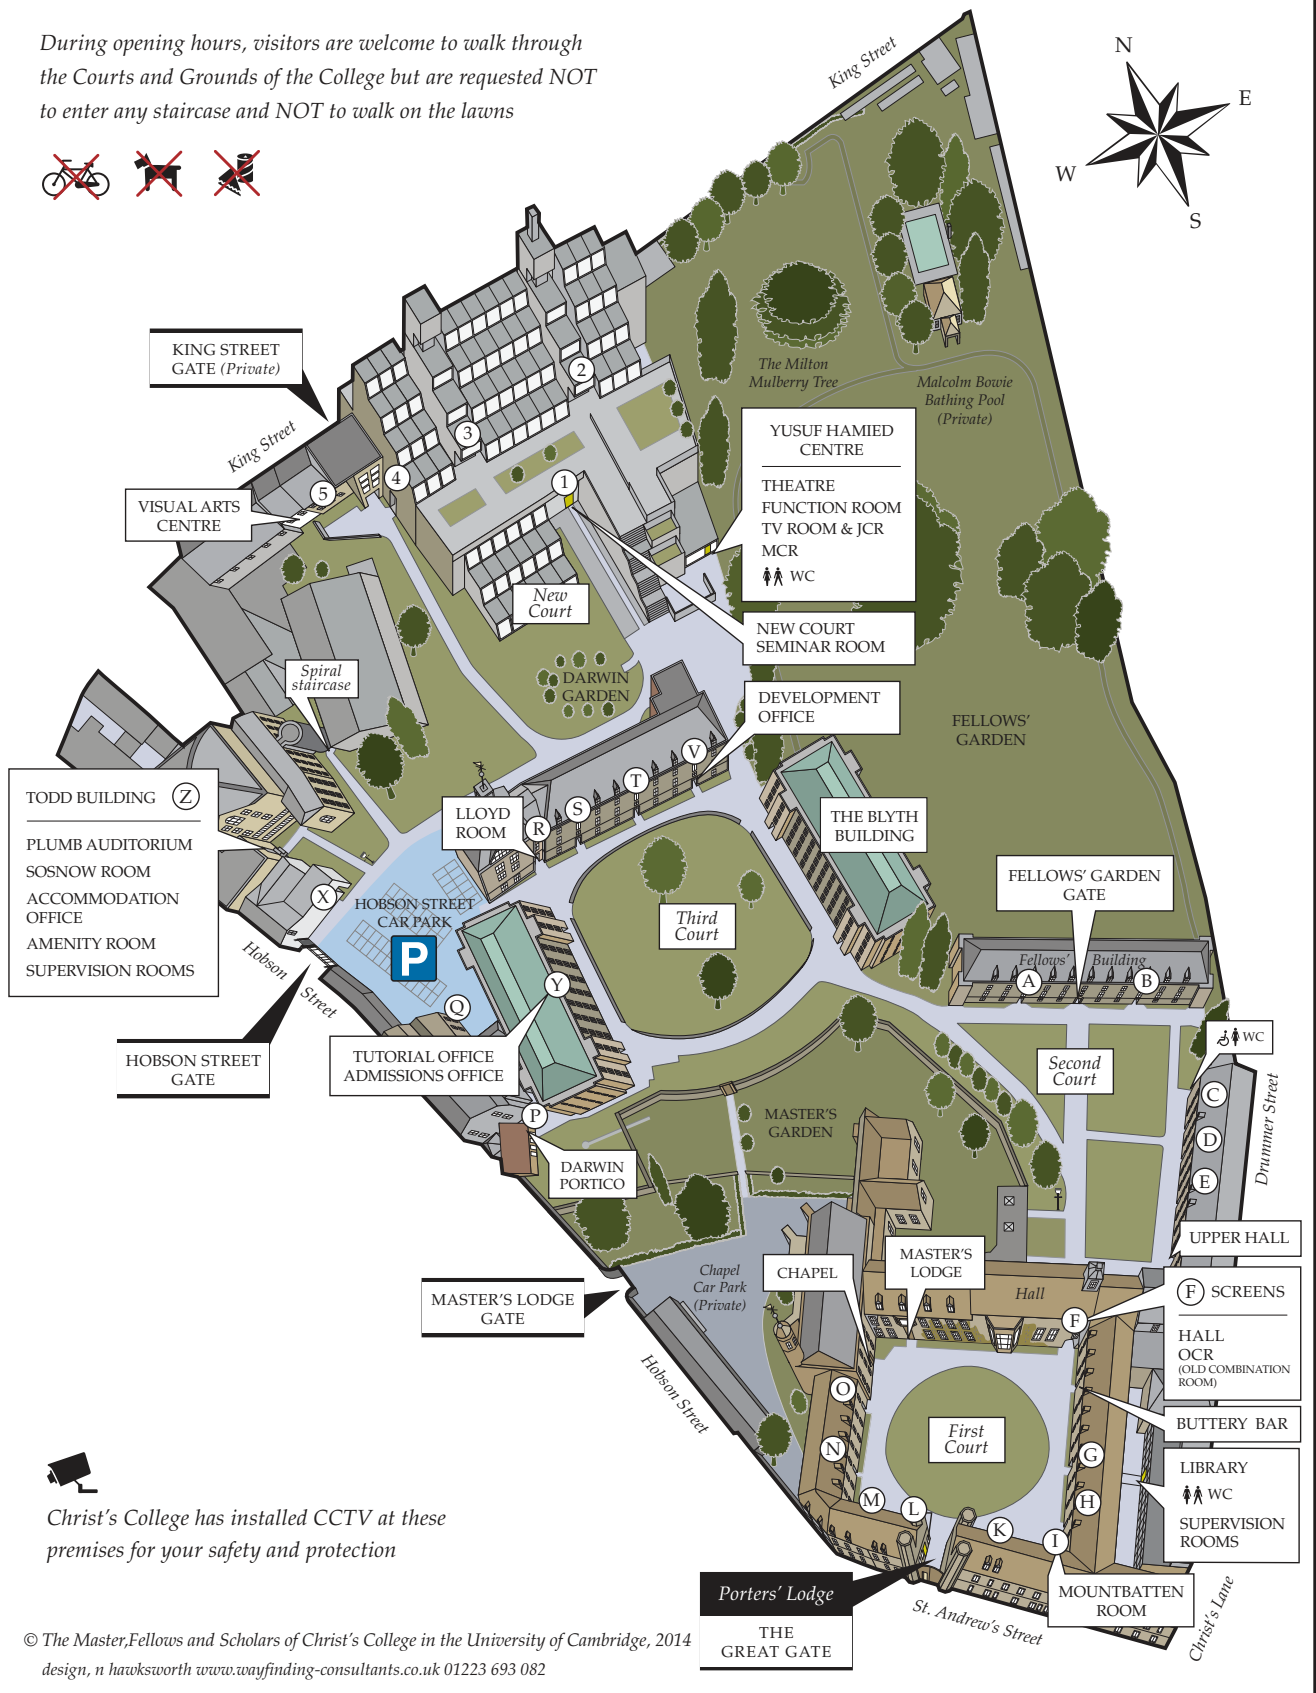 During opening hours, visitors are welcome to walk through
the Courts and Grounds of the College but are requested NOT
to enter any staircase and NOT to walk on the lawns
King Street
N
E
W
S
KING STREET
GATE (Private)
King Street
2
3
4
5
1
VISUAL ARTS
CENTRE
The Milton
Mulberry Tree
Malcolm Bowie
Bathing Pool
(Private)
YUSUF HAMIED
CENTRE
THEATRE
FUNCTION ROOM
TV ROOM & JCR
MCR
WC
New
Court
NEW COURT
SEMINAR ROOM
DARWIN
GARDEN
Spiral
staircase
DEVELOPMENT
OFFICE
FELLOWS'
GARDEN
TODD BUILDING Z
PLUMB AUDITORIUM
SOSNOW ROOM
ACCOMMODATION
OFFICE
AMENITY ROOM
SUPERVISION ROOMS
LLOYD
ROOM
R
S
T
V
THE BLYTH
BUILDING
X
HOBSON STREET
CAR PARK
P
Third
Court
FELLOWS' GARDEN
GATE
Fellows' Building
A
B
Hobson
Street
Y
Q
HOBSON STREET
GATE
TUTORIAL OFFICE
ADMISSIONS OFFICE
P
DARWIN
PORTICO
MASTER'S
GARDEN
Second
Court
WC
C
D
E
Drummer Street
UPPER HALL
Chapel
Car Park
(Private)
CHAPEL
MASTER'S
LODGE
Hall
F
F SCREENS
HALL
OCR
(OLD COMBINATION
ROOM)
MASTER'S LODGE
GATE
Hobson Street
O
N
M
L
First
Court
BUTTERY BAR
G
H
K
I
LIBRARY
WC
SUPERVISION
ROOMS
MOUNTBATTEN
ROOM
Christ's Lane
St. Andrew's Street
Porters' Lodge
THE
GREAT GATE
Christ's College has installed CCTV at these
premises for your safety and protection
© The Master,Fellows and Scholars of Christ's College in the University of Cambridge, 2014
design, n hawksworth www.wayfinding-consultants.co.uk 01223 693 082